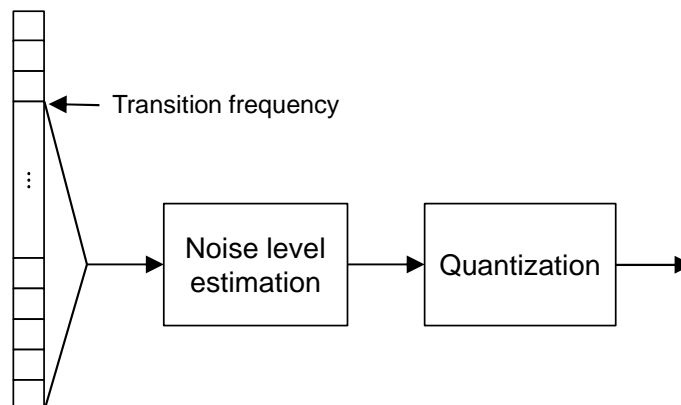 Transition frequency
...
Noise level
estimation
Quantization